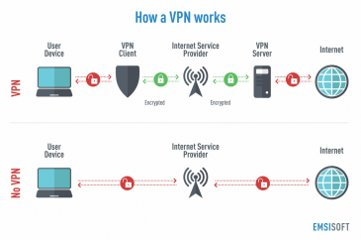 How a VPN works
User
Device
VPN
Client
Internet Service
Provider
VPN
Server
Internet
VPN
Encrypted
Encrypted
User
Device
Internet Service
Provider
Internet
No VPN
EMSISOFT